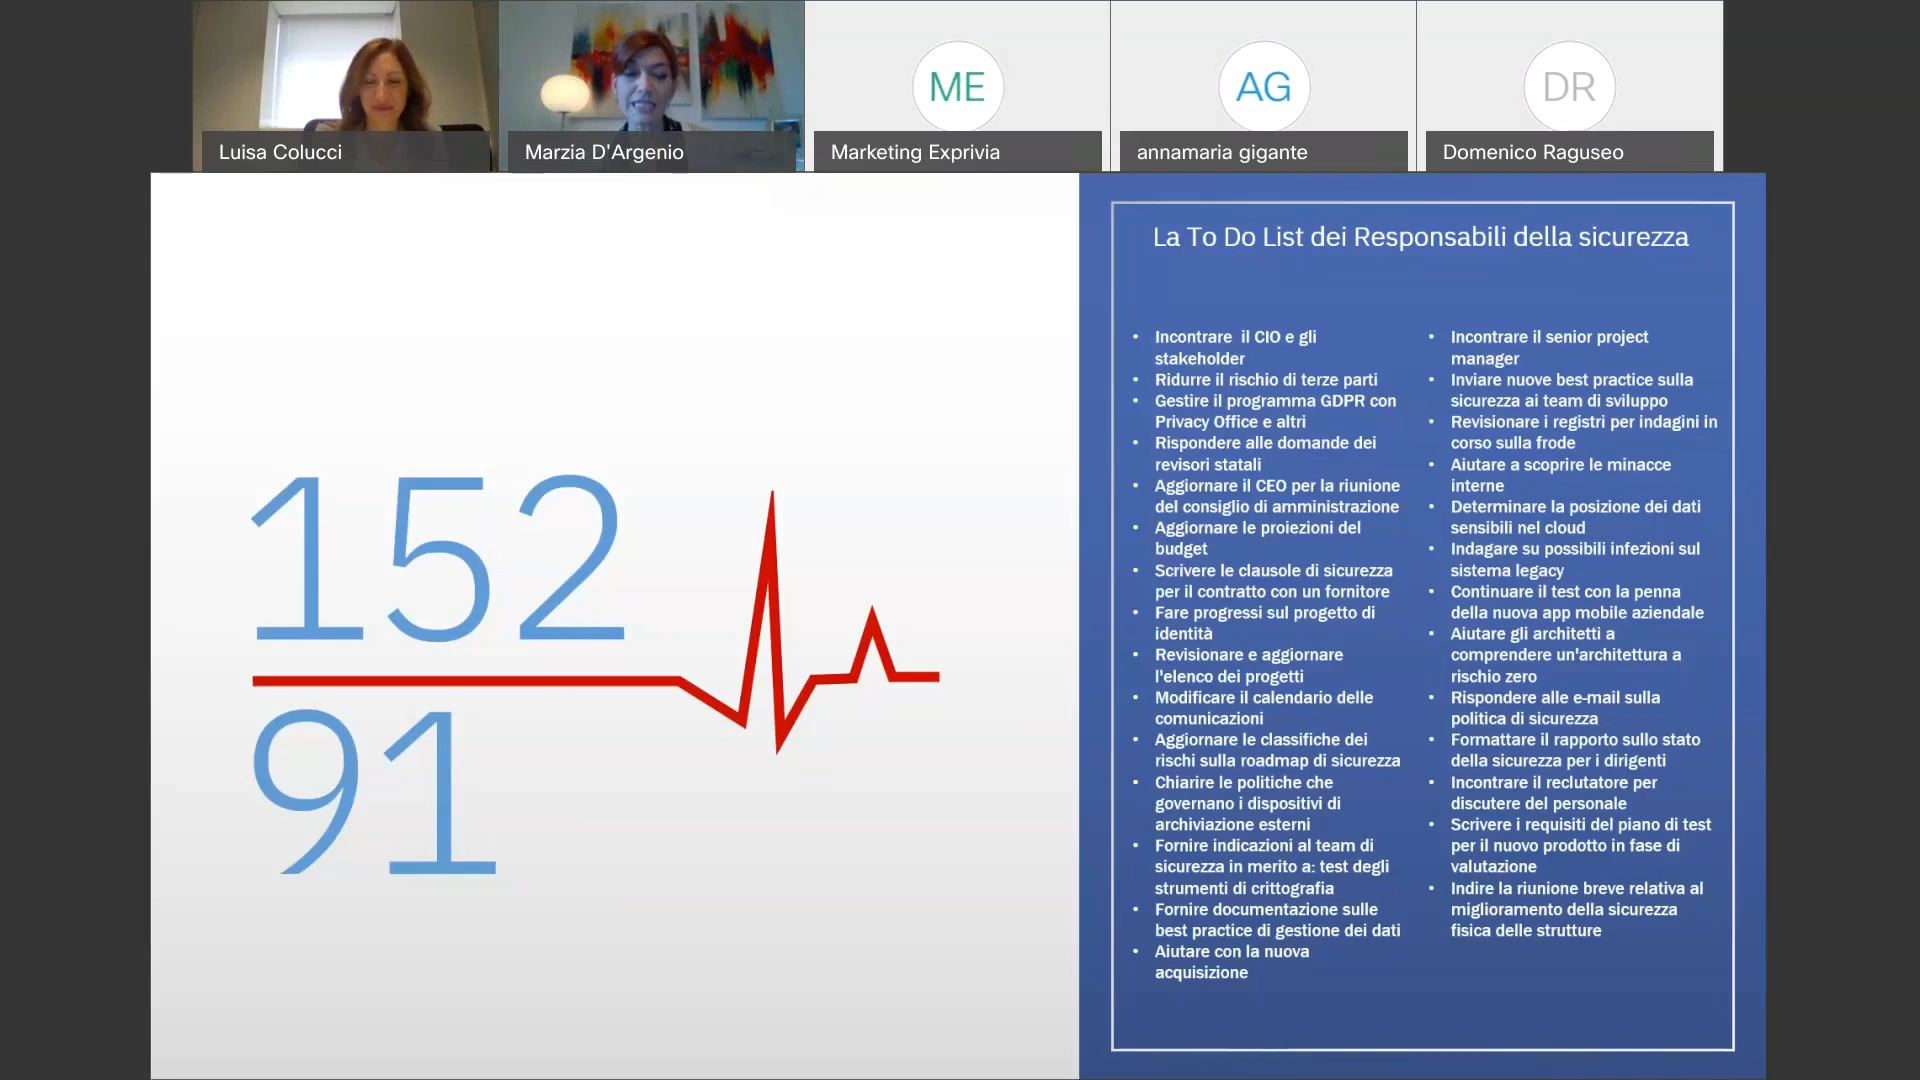 Luisa Colucci
Marzia D'Argenio
ME
Marketing Exprivia
AG
annamaria gigante
DR
Domenico Raguseo
152
91
La To Do List dei Responsabili della sicurezza
• Incontrare il CIO e gli
stakeholder
• Ridurre il rischio di terze parti
• Gestire il programma GDPR con
Privacy Office e altri
• Rispondere alle domande dei
revisori statali
• Aggiornare il CEO per la riunione
del consiglio di amministrazione
• Aggiornare le proiezioni del
budget
• Scrivere le clausole di sicurezza
per il contratto con un fornitore
• Fare progressi sul progetto di
identità
• Revisionare e aggiornare
l'elenco dei progetti
• Modificare il calendario delle
comunicazioni
• Aggiornare le classifiche dei
rischi sulla roadmap di sicurezza
• Chiarire le politiche che
governano i dispositivi di
archiviazione esterni
• Fornire indicazioni al team di
sicurezza in merito a: test degli
strumenti di crittografia
• Fornire documentazione sulle
best practice di gestione dei dati
• Aiutare con la nuova
acquisizione
• Incontrare il senior project
manager
• Inviare nuove best practice sulla
sicurezza ai team di sviluppo
• Revisionare i registri per indagini in
corso sulla frode
• Aiutare a scoprire le minacce
interne
• Determinare la posizione dei dati
sensibili nel cloud
• Indagare su possibili infezioni sul
sistema legacy
• Continuare il test con la penna
della nuova app mobile aziendale
• Aiutare gli architetti a
comprendere un'architettura a
rischio zero
• Rispondere alle e-mail sulla
politica di sicurezza
• Formattare il rapporto sullo stato
della sicurezza per i dirigenti
• Incontrare il reclutatore per
discutere del personale
• Scrivere i requisiti del piano di test
per il nuovo prodotto in fase di
valutazione
• Indire la riunione breve relativa al
miglioramento della sicurezza
fisica delle strutture